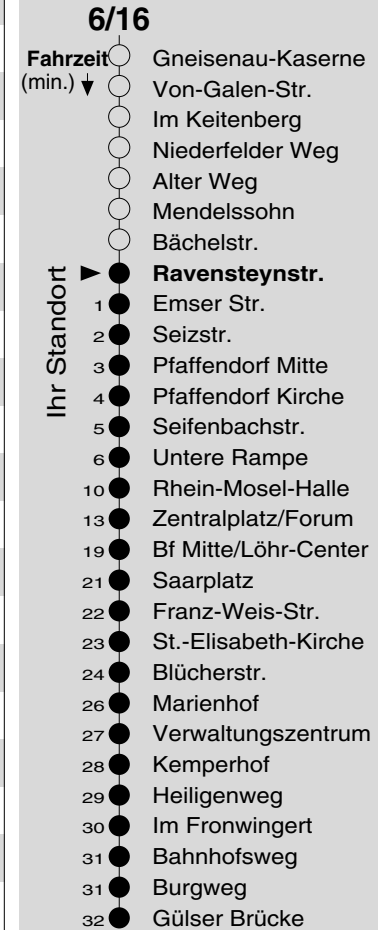 6/16
Fahrzeit Gneisenau-Kaserne
(min.) Von-Galen-Str.
Im Keitenberg
Niederfelder Weg
Alter Weg
Mendelssohn
Bächelstr.
Ihr Standort
Ravensteynstr.
1 Emser Str.
2 Seizstr.
3 Pfaffendorf Mitte
4 Pfaffendorf Kirche
5 Seifenbachstr.
6 Untere Rampe
10 Rhein-Mosel-Halle
13 Zentralplatz/Forum
19 Bf Mitte/Löhr-Center
21 Saarplatz
22 Franz-Weis-Str.
23 St.-Elisabeth-Kirche
24 Blücherstr.
26 Marienhof
27 Verwaltungszentrum
28 Kemperhof
29 Heiligenweg
30 Im Fronwingert
31 Bahnhofsweg
31 Burgweg
32 Gülser Brücke